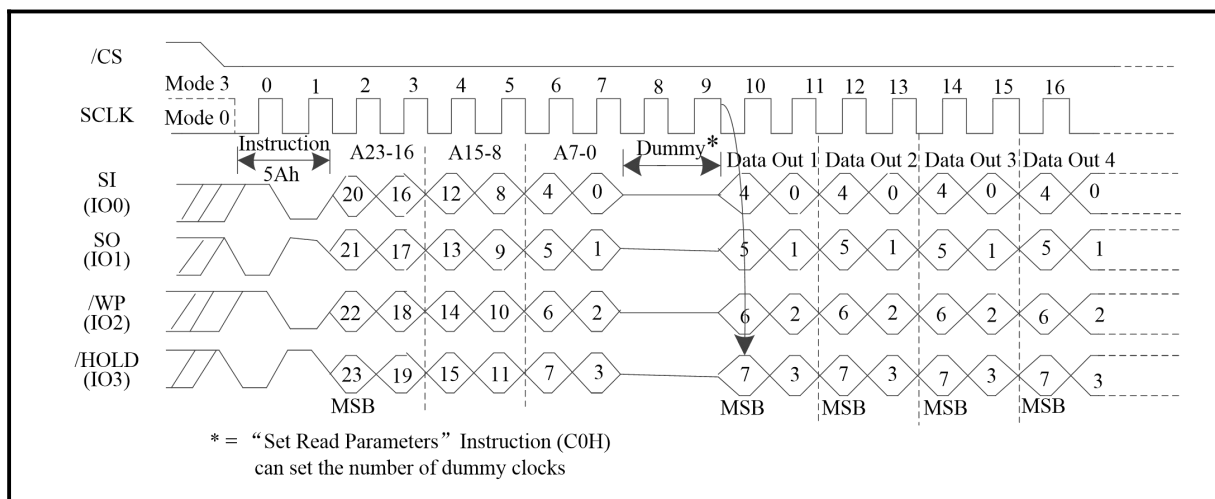 /CS
Mode 3
0 1 2 3 4 5 6 7 8 9 10 11 12 13 14 15 16
SCLK
Mode 0
Instruction A23-16 A15-8 A7-0 Dummy* Data Out 1 Data Out 2 Data Out 3 Data Out 4
5Ah
SI
(IO0)
20 16 12 8 4 0 4 0 4 0 4 0 4 0
SO
(IO1)
21 17 13 9 5 1 5 1 5 1 5 1 5 1
/WP
(IO2)
22 18 14 10 6 2 6 2 6 2 6 2 6 2
/HOLD
(IO3)
23 19 15 11 7 3 7 3 7 3 7 3 7 3
MSB MSB MSB MSB MSB
* = “Set Read Parameters” Instruction (C0H)
can set the number of dummy clocks